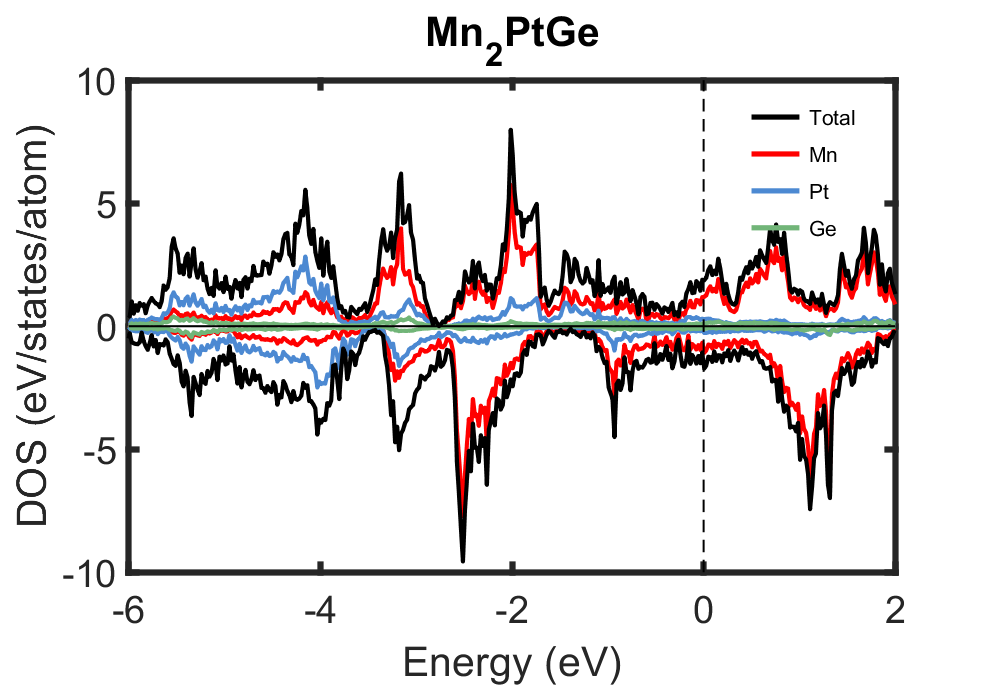 Mn2PtGe
DOS (eV/states/atom)
10
5
0
-5
-10
Total
Mn
Pt
Ge
-6
-4
-2
0
2
Energy (eV)